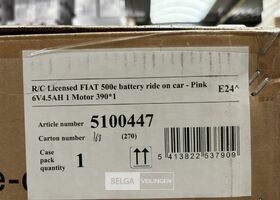 R/C Licensed FIAT 500e battery ride on car - Pink
6V4.5AH 1 Motor 390*1
E24^
Article number 5100447
Carton number 163 (270)
Case pack quantity 1
5 413822 537909
BELGA VEILINGEN
e-c